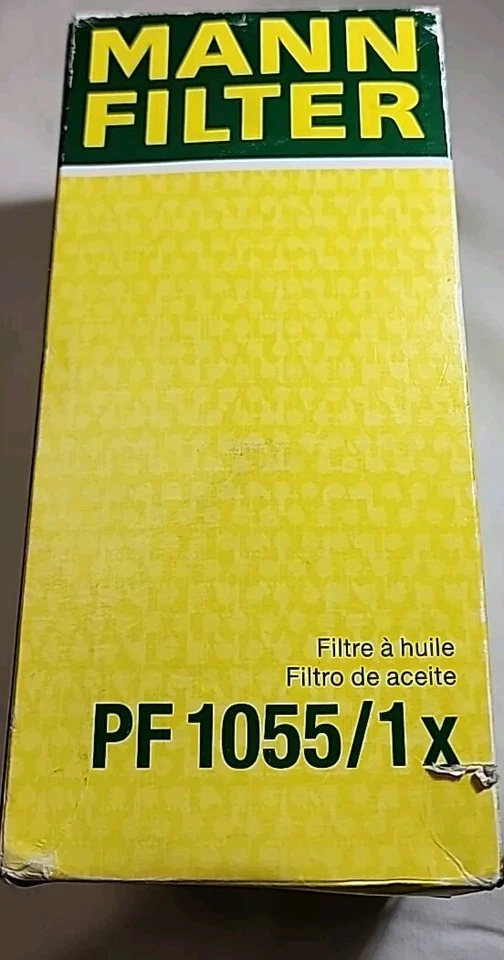 MANN
FILTER
Filtre à huile
Filtro de aceite
PF 1055/1 x